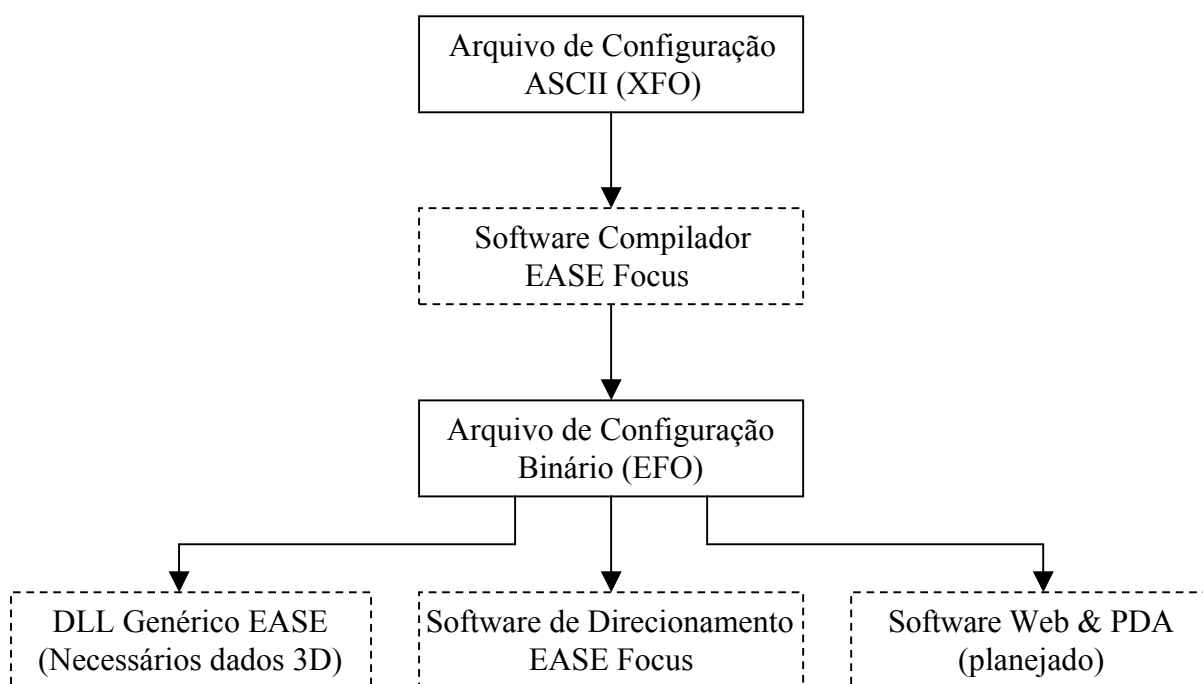 Arquivo de Configuração
ASCII (XFO)
Software Compilador
EASE Focus
Arquivo de Configuração
Binário (EFO)
DLL Genérico EASE
(Necessários dados 3D)
Software de Direcionamento
EASE Focus
Software Web & PDA
(planejado)